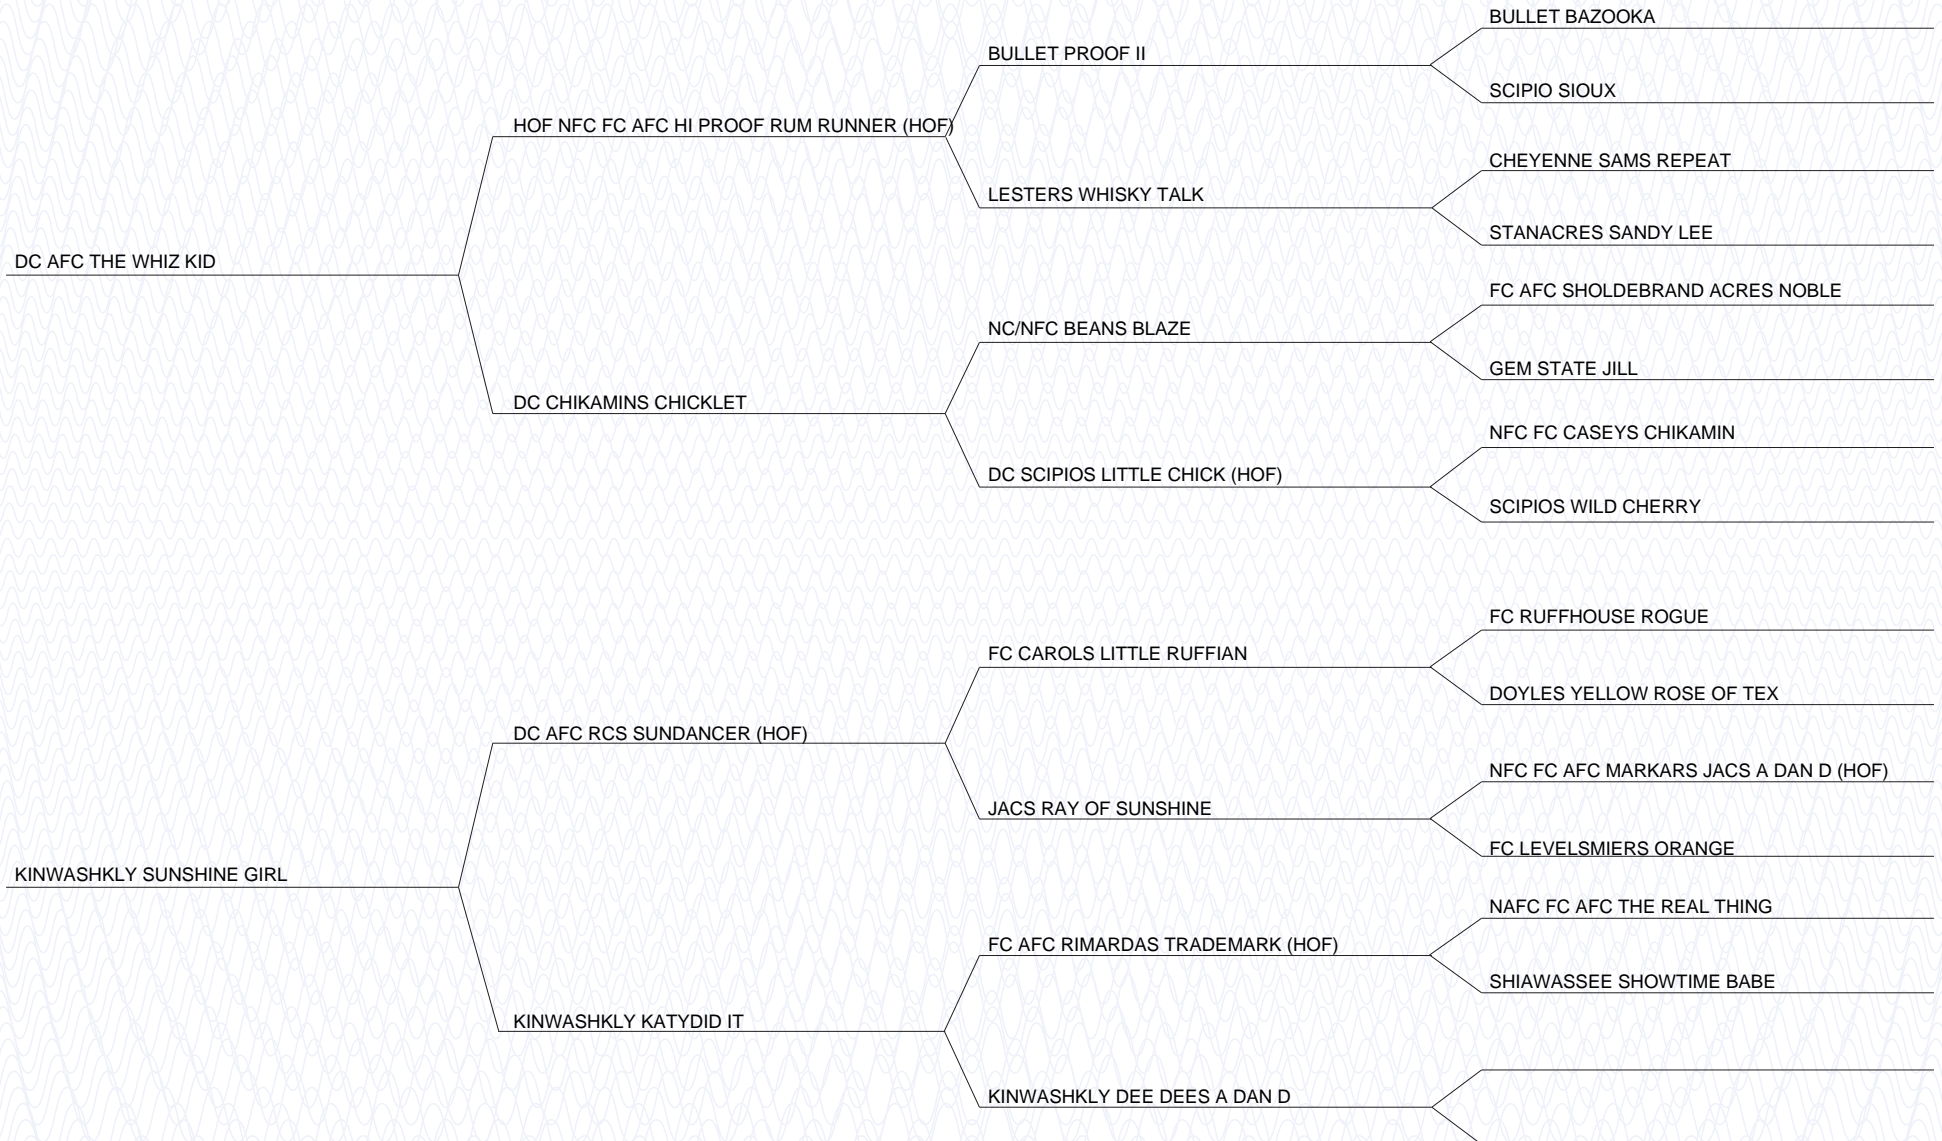 BULLET BAZOOKA
BULLET PROOF II
SCIPIO SIOUX
HOF NFC FC AFC HI PROOF RUM RUNNER (HOF)
CHEYENNE SAMS REPEAT
LESTERS WHISKY TALK
STANACRES SANDY LEE
DC AFC THE WHIZ KID
FC AFC SHOLDEBRAND ACRES NOBLE
NC/NFC BEANS BLAZE
GEM STATE JILL
DC CHIKAMINS CHICKLET
NFC FC CASEYS CHIKAMIN
DC SCIPIOS LITTLE CHICK (HOF)
SCIPIOS WILD CHERRY
FC RUFFHOUSE ROGUE
FC CAROLS LITTLE RUFFIAN
DOYLES YELLOW ROSE OF TEX
DC AFC RCS SUNDANCER (HOF)
NFC FC AFC MARKARS JACS A DAN D (HOF)
JACS RAY OF SUNSHINE
FC LEVELSMIERS ORANGE
KINWASHKLY SUNSHINE GIRL
NAFC FC AFC THE REAL THING
FC AFC RIMARDAS TRADEMARK (HOF)
SHIAWASSEE SHOWTIME BABE
KINWASHKLY KATYDID IT
KINWASHKLY DEE DEES A DAN D